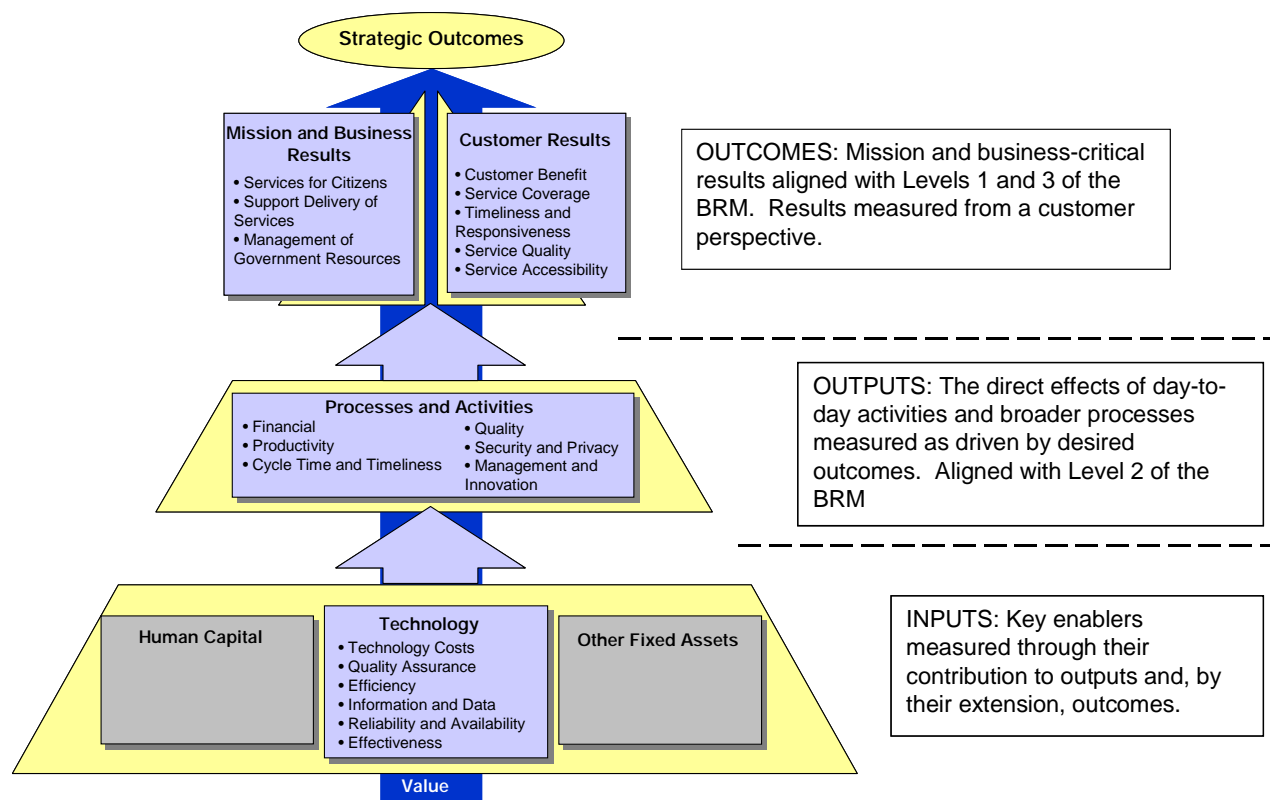 Strategic Outcomes
Mission and Business
Results
• Services for Citizens
• Support Delivery of
Services
• Management of
Government Resources
Customer Results
• Customer Benefit
• Service Coverage
• Timeliness and
Responsiveness
• Service Quality
• Service Accessibility
OUTCOMES: Mission and business-critical
results aligned with Levels 1 and 3 of the
BRM. Results measured from a customer
perspective.
Processes and Activities
• Financial
• Productivity
• Cycle Time and Timeliness
• Quality
• Security and Privacy
• Management and
Innovation
OUTPUTS: The direct effects of day-to-
day activities and broader processes
measured as driven by desired
outcomes. Aligned with Level 2 of the
BRM
Human Capital
Technology
• Technology Costs
• Quality Assurance
• Efficiency
• Information and Data
• Reliability and Availability
• Effectiveness
Other Fixed Assets
INPUTS: Key enablers
measured through their
contribution to outputs and, by
their extension, outcomes.
Value